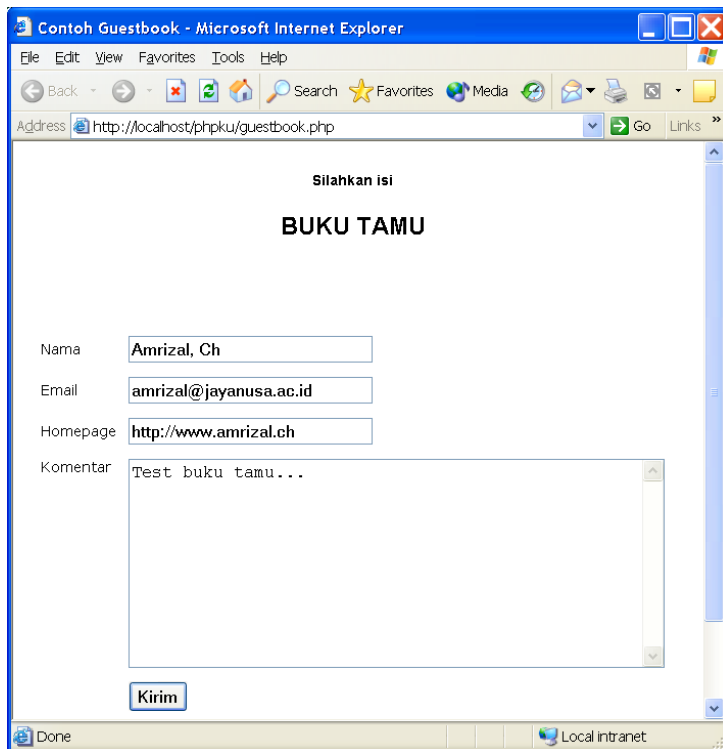 Contoh Guestbook - Microsoft Internet Explorer
File Edit View Favorites Tools Help
Back Search Favorites Media
Address http://localhost/phpku/guestbook.php Go Links »
Silahkan isi
BUKU TAMU
Nama Amrizal, Ch
Email amrizal@jayanusa.ac.id
Homepage http://www.amrizal.ch
Komentar Test buku tamu...
Kirim
Done Local intranet